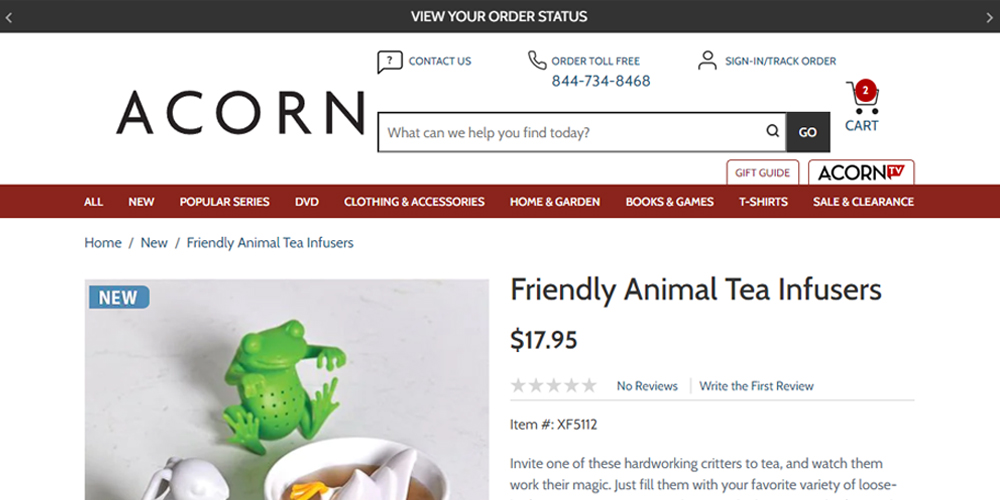 VIEW YOUR ORDER STATUS
CONTACT US
ORDER TOLL FREE
844-734-8468
SIGN-IN/TRACK ORDER
ACORN
What can we help you find today?
GO
2
CART
GIFT GUIDE
ACORN TV
ALL NEW POPULAR SERIES DVD CLOTHING & ACCESSORIES HOME & GARDEN BOOKS & GAMES T-SHIRTS SALE & CLEARANCE
Home / New / Friendly Animal Tea Infusers
NEW
Friendly Animal Tea Infusers
$17.95
No Reviews | Write the First Review
Item #: XF5112
Invite one of these hardworking critters to tea, and watch them
work their magic. Just fill them with your favorite variety of loose-